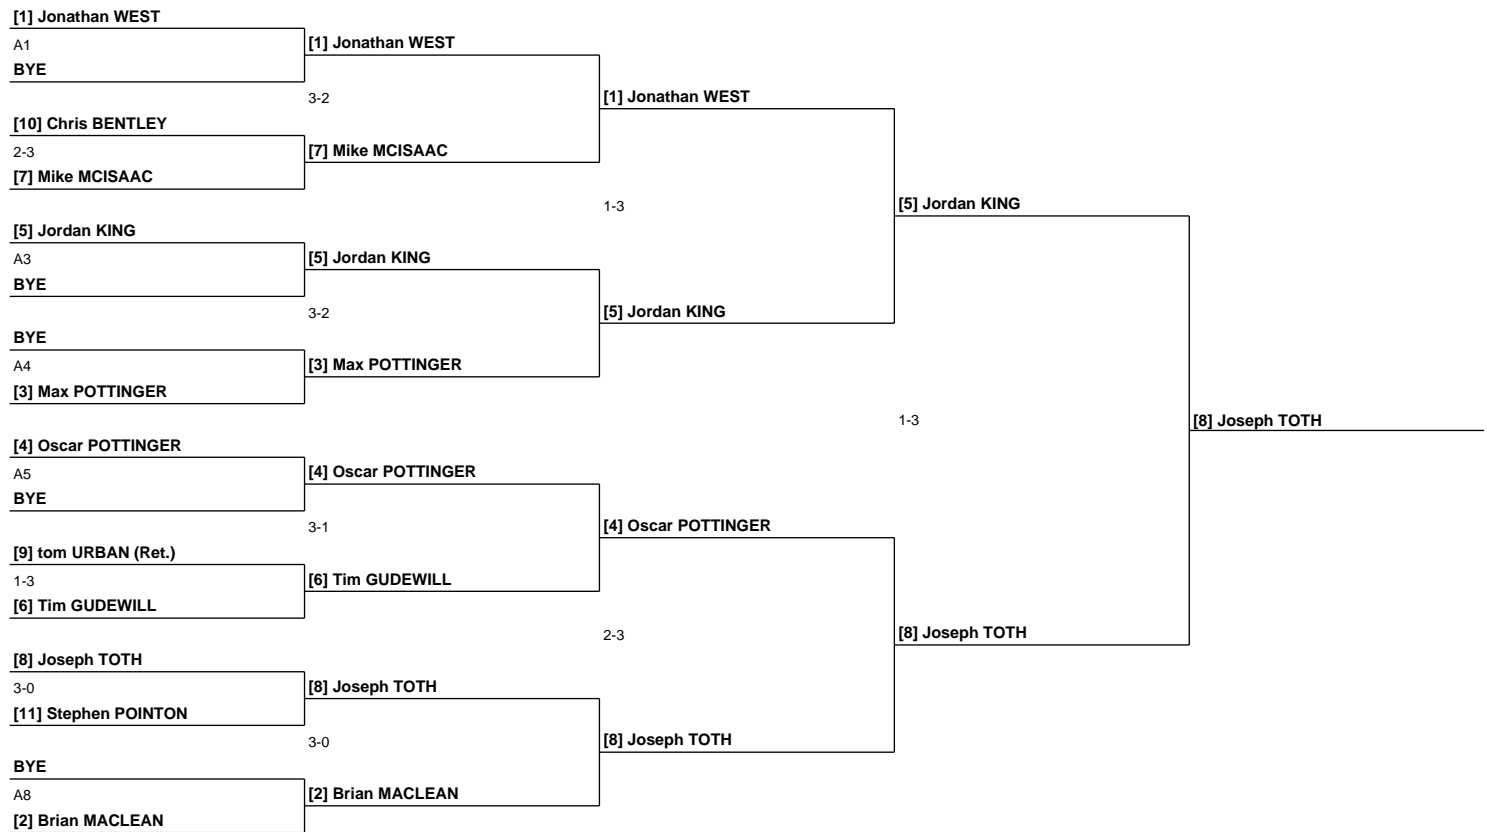 [1] Jonathan WEST
A1
BYE
[10] Chris BENTLEY
2-3
[7] Mike MCISAAC
[5] Jordan KING
A3
BYE
BYE
A4
[3] Max POTTINGER
[4] Oscar POTTINGER
A5
BYE
[9] tom URBAN (Ret.)
1-3
[6] Tim GUDEWILL
[8] Joseph TOTH
3-0
[11] Stephen POINTON
BYE
A8
[2] Brian MACLEAN
[1] Jonathan WEST
3-2
[7] Mike MCISAAC
[5] Jordan KING
3-2
[3] Max POTTINGER
[4] Oscar POTTINGER
3-1
[6] Tim GUDEWILL
[8] Joseph TOTH
3-0
[2] Brian MACLEAN
[1] Jonathan WEST
1-3
[5] Jordan KING
[4] Oscar POTTINGER
2-3
[8] Joseph TOTH
[5] Jordan KING
1-3
[8] Joseph TOTH
[8] Joseph TOTH